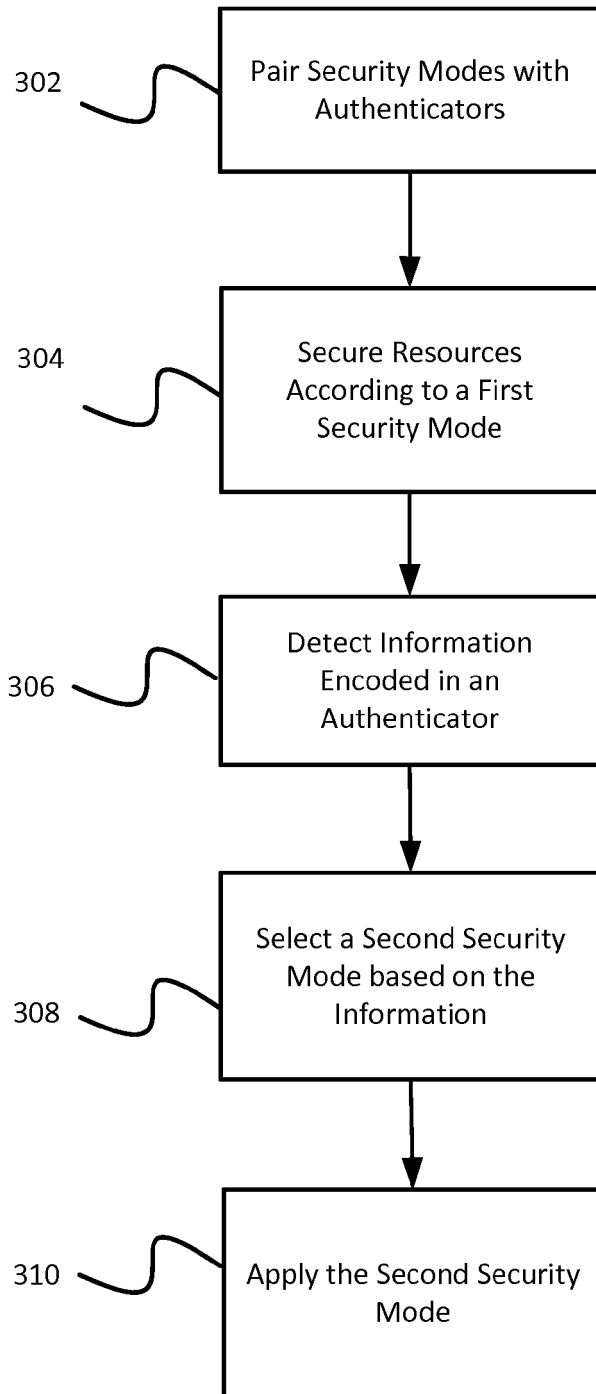 302
Pair Security Modes with
Authenticators
304
Secure Resources
According to a First
Security Mode
306
Detect Information
Encoded in an
Authenticator
308
Select a Second Security
Mode based on the
Information
310
Apply the Second Security
Mode